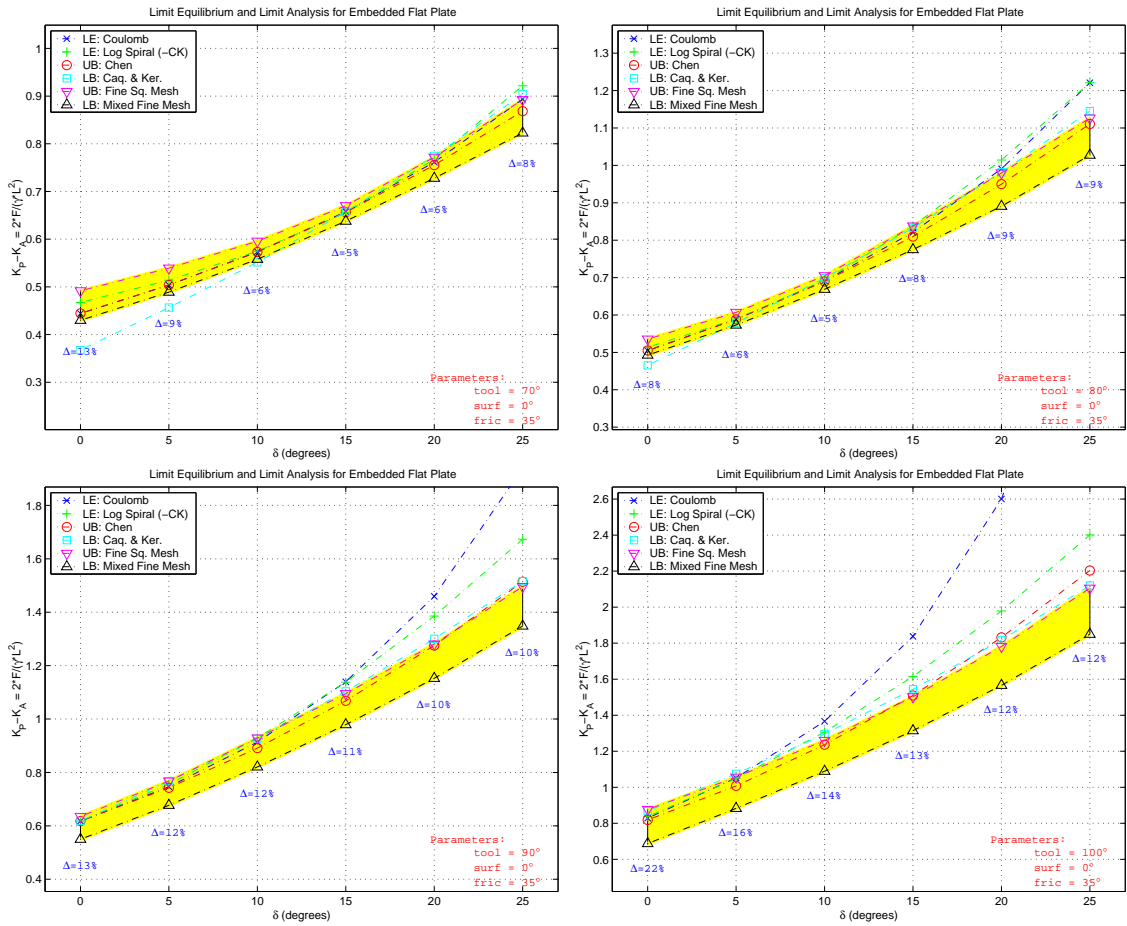 Limit Equilibrium and Limit Analysis for Embedded Flat Plate
LE: Coulomb
LE: Log Spiral (-CK)
UB: Chen
LB: Caq. & Ker.
UB: Fine Sq. Mesh
LB: Mixed Fine Mesh
1
0.9
0.8
0.7
0.6
0.5
0.4
0.3
K_P-K_A = 2*F/(γ*L²)
Δ=13%
Δ=9%
Δ=6%
Δ=5%
Δ=6%
Δ=8%
Parameters:
tool = 70°
surf = 0°
fric = 35°
0 5 10 15 20 25
δ (degrees)
Limit Equilibrium and Limit Analysis for Embedded Flat Plate
LE: Coulomb
LE: Log Spiral (-CK)
UB: Chen
LB: Caq. & Ker.
UB: Fine Sq. Mesh
LB: Mixed Fine Mesh
1.3
1.2
1.1
1
0.9
0.8
0.7
0.6
0.5
0.4
0.3
K_P-K_A = 2*F/(γ*L²)
Δ=8%
Δ=6%
Δ=5%
Δ=8%
Δ=9%
Δ=9%
Parameters:
tool = 80°
surf = 0°
fric = 35°
0 5 10 15 20 25
δ (degrees)
Limit Equilibrium and Limit Analysis for Embedded Flat Plate
LE: Coulomb
LE: Log Spiral (-CK)
UB: Chen
LB: Caq. & Ker.
UB: Fine Sq. Mesh
LB: Mixed Fine Mesh
1.8
1.6
1.4
1.2
1
0.8
0.6
0.4
K_P-K_A = 2*F/(γ*L²)
Δ=13%
Δ=12%
Δ=12%
Δ=11%
Δ=10%
Δ=10%
Parameters:
tool = 90°
surf = 0°
fric = 35°
0 5 10 15 20 25
δ (degrees)
Limit Equilibrium and Limit Analysis for Embedded Flat Plate
LE: Coulomb
LE: Log Spiral (-CK)
UB: Chen
LB: Caq. & Ker.
UB: Fine Sq. Mesh
LB: Mixed Fine Mesh
2.6
2.4
2.2
2
1.8
1.6
1.4
1.2
1
0.8
0.6
K_P-K_A = 2*F/(γ*L²)
Δ=22%
Δ=16%
Δ=14%
Δ=13%
Δ=12%
Δ=12%
Parameters:
tool = 100°
surf = 0°
fric = 35°
0 5 10 15 20 25
δ (degrees)